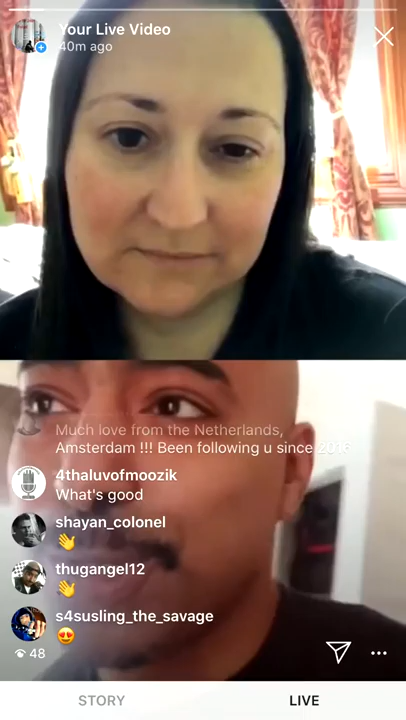 Your Live Video
40m ago
Much love from the Netherlands,
Amsterdam !!! Been following u since 2016
4thaluvofmoozik
What's good
shayan_colonel
👋
thugangel12
👋
s4susling_the_savage
😍
48
STORY
LIVE